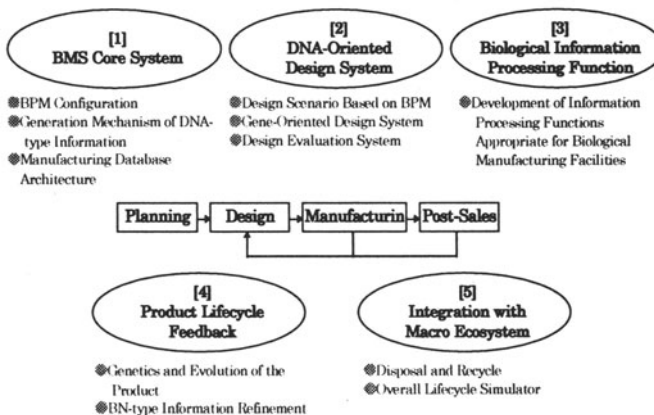 [1]
BMS Core System
BPM Configuration
Generation Mechanism of DNA-
type Information
Manufacturing Database
Architecture
[2]
DNA-Oriented
Design System
Design Scenario Based on BPM
Gene-Oriented Design System
Design Evaluation System
[3]
Biological Information
Processing Function
Development of Information
Processing Functions
Appropriate for Biological
Manufacturing Facilities
Planning
Design
Manufacturin
Post-Sales
[4]
Product Lifecycle
Feedback
Genetics and Evolution of the
Product
BN-type Information Refinement
[5]
Integration with
Macro Ecosystem
Disposal and Recycle
Overall Lifecycle Simulator